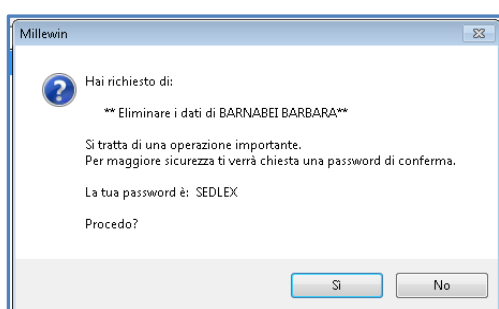 Millewin
Hai richiesto di:
** Eliminare i dati di BARNABEI BARBARA**
Si tratta di una operazione importante.
Per maggiore sicurezza ti verrà chiesta una password di conferma.
La tua password è: SEDLEX
Procedo?
Sì
No